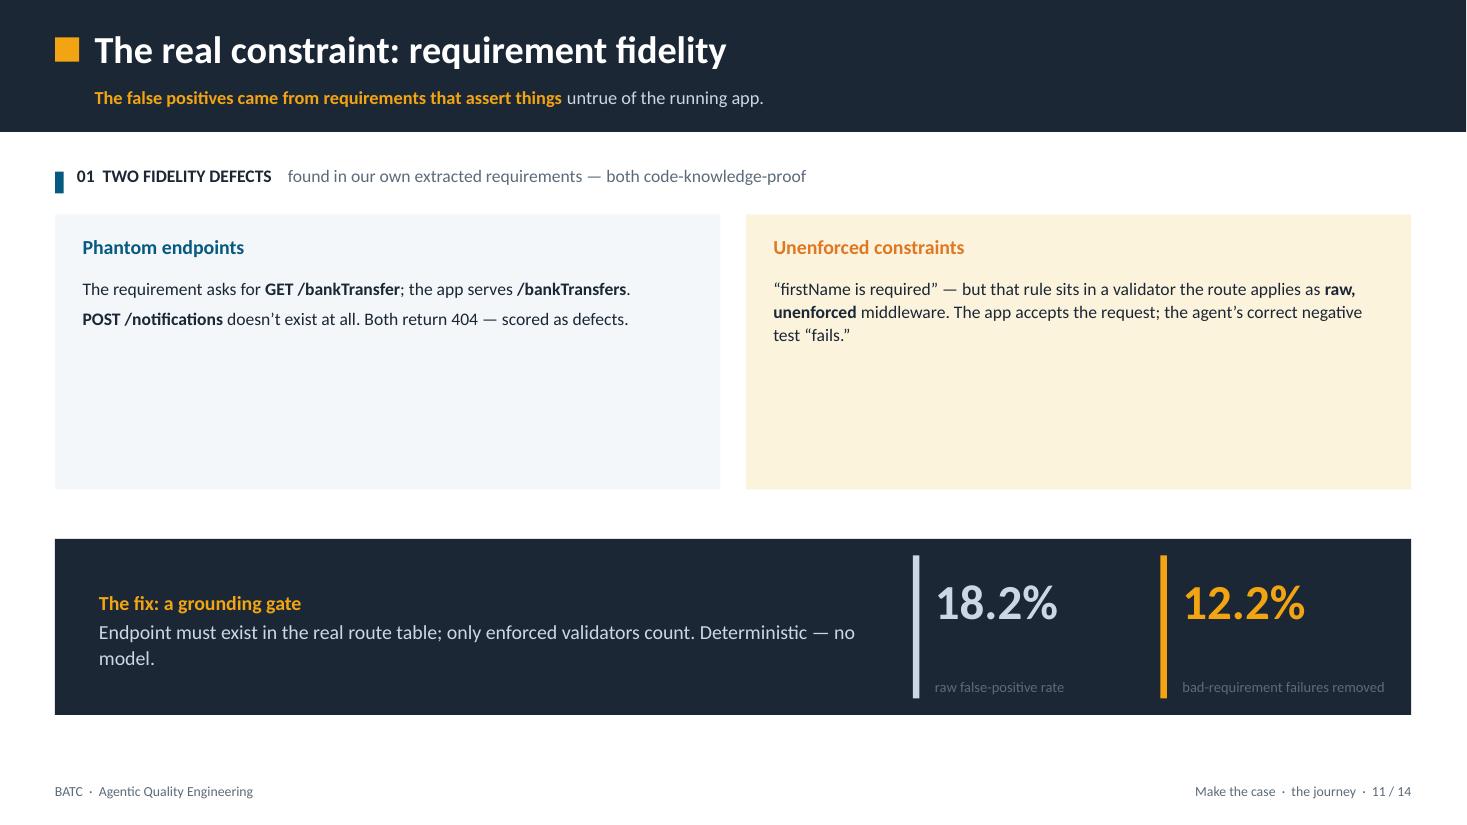 The real constraint: requirement fidelity
The false positives came from requirements that assert things untrue of the running app.
01 TWO FIDELITY DEFECTS found in our own extracted requirements — both code-knowledge-proof
Phantom endpoints
The requirement asks for GET /bankTransfer; the app serves /bankTransfers.
POST /notifications doesn’t exist at all. Both return 404 — scored as defects.
Unenforced constraints
“firstName is required” — but that rule sits in a validator the route applies as raw,
unenforced middleware. The app accepts the request; the agent’s correct negative
test “fails.”
The fix: a grounding gate
Endpoint must exist in the real route table; only enforced validators count. Deterministic — no
model.
18.2%
raw false-positive rate
12.2%
bad-requirement failures removed
BATC · Agentic Quality Engineering
Make the case · the journey · 11 / 14